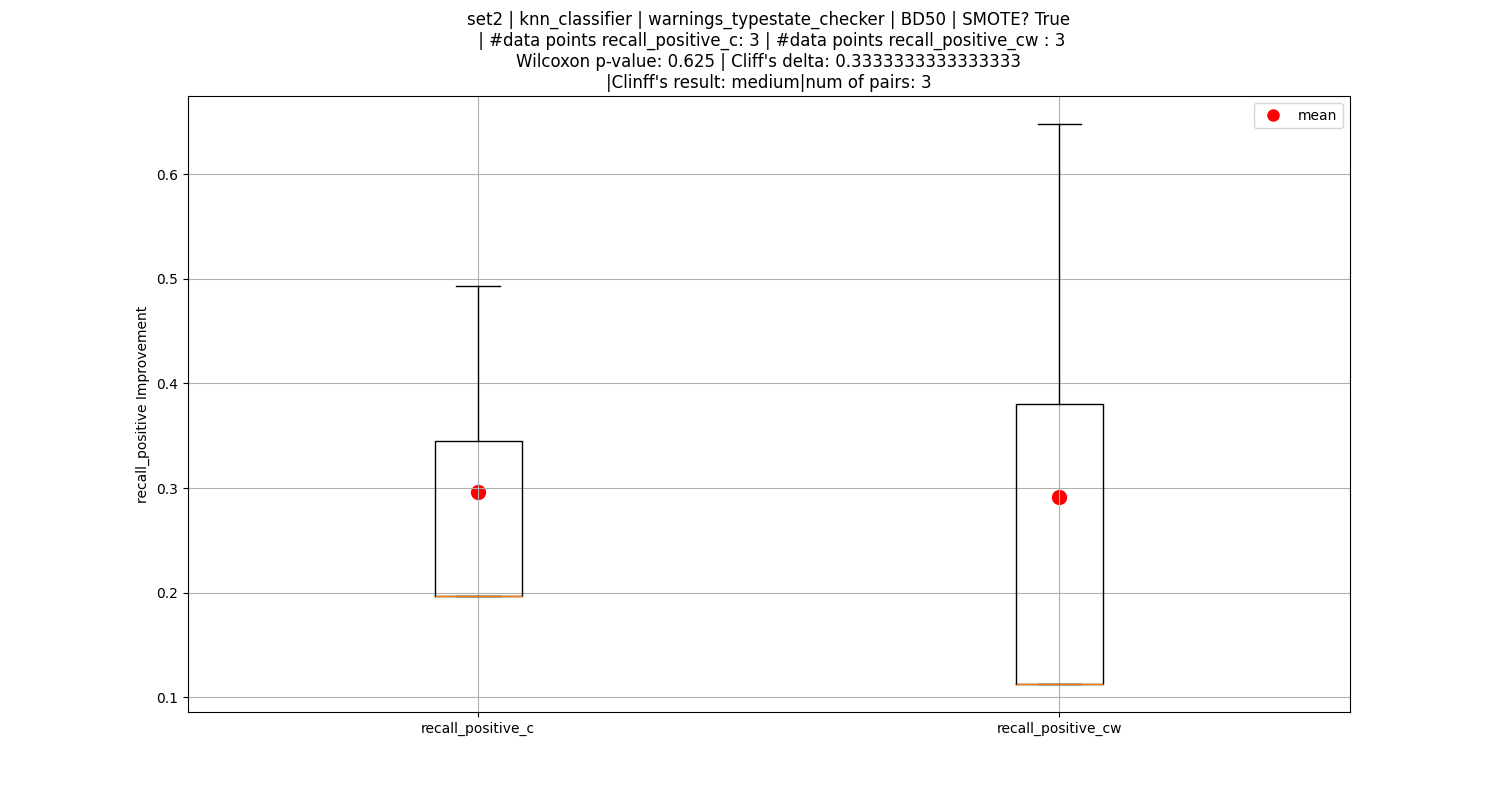 set2 | knn_classifier | warnings_typestate_checker | BD50 | SMOTE? True
| #data points recall_positive_c: 3 | #data points recall_positive_cw : 3
Wilcoxon p-value: 0.625 | Cliff's delta: 0.3333333333333333
|Clinff's result: medium|num of pairs: 3
mean
0.6
0.5
0.4
0.3
0.2
0.1
recall_positive Improvement
recall_positive_c
recall_positive_cw